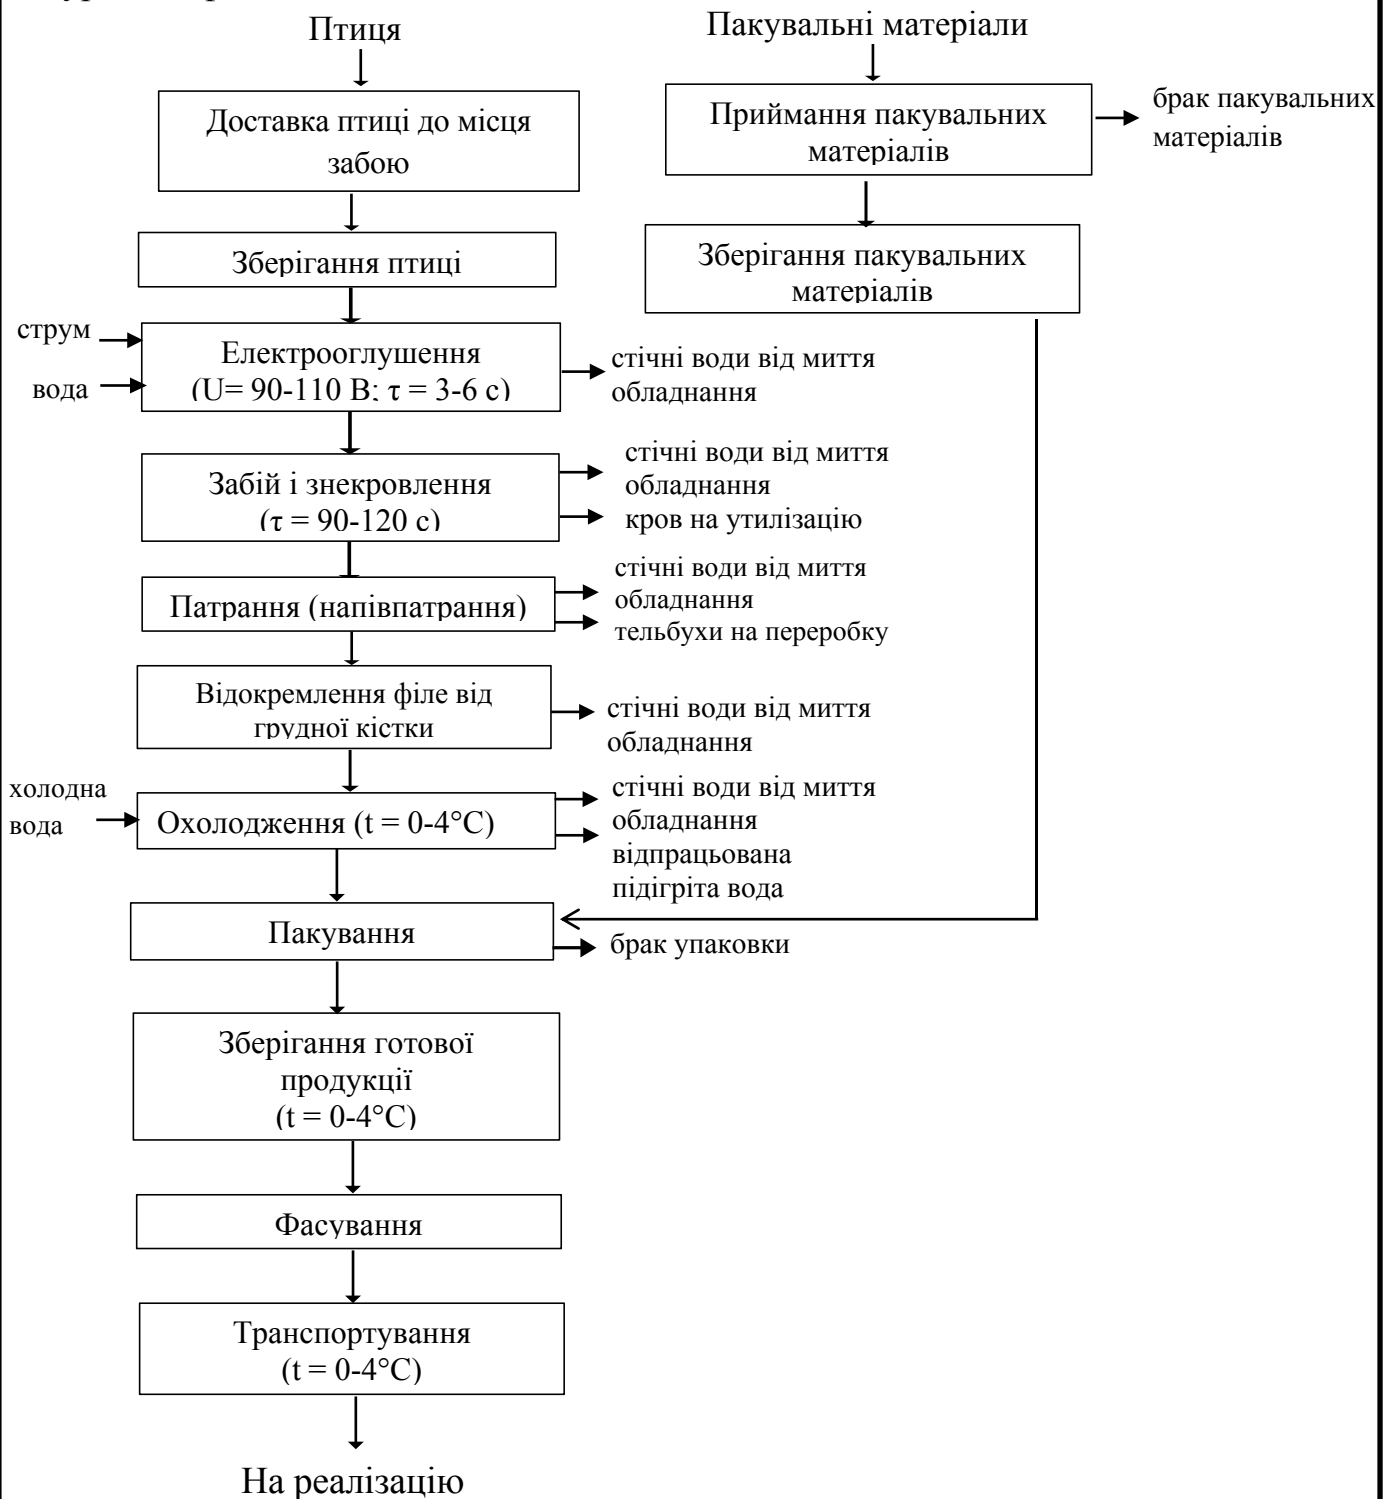 Птиця
Пакувальні матеріали
Доставка птиці до місця
забою
Приймання пакувальних
матеріалів
брак пакувальних
матеріалів
Зберігання птиці
Зберігання пакувальних
матеріалів
струм
вода
Електрооглушення
(U= 90-110 В; τ = 3-6 с)
стічні води від миття
обладнання
Забій і знекровлення
(τ = 90-120 с)
стічні води від миття
обладнання
кров на утилізацію
Патрання (напівпатрання)
стічні води від миття
обладнання
тельбухи на переробку
Відокремлення філе від
грудної кістки
стічні води від миття
обладнання
холодна
вода
Охолодження (t = 0-4°С)
стічні води від миття
обладнання
відпрацьована
підігріта вода
Пакування
брак упаковки
Зберігання готової
продукції
(t = 0-4°С)
Фасування
Транспортування
(t = 0-4°С)
На реалізацію